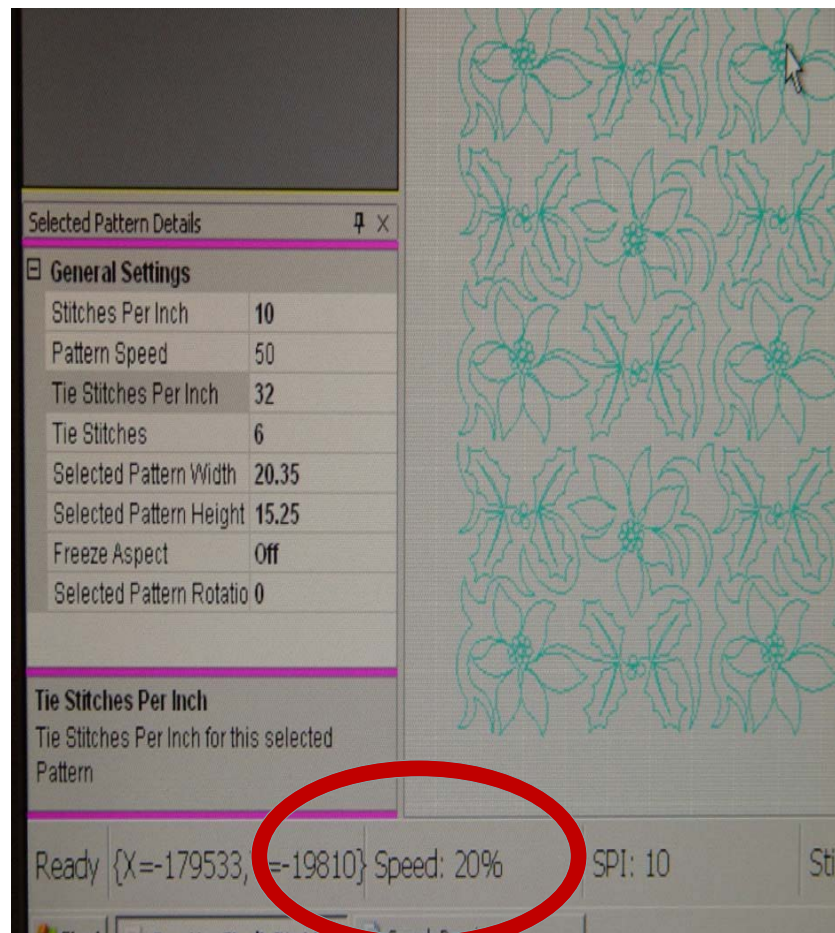 Selected Pattern Details
General Settings
Stitches Per Inch 10
Pattern Speed 50
Tie Stitches Per Inch 32
Tie Stitches 6
Selected Pattern Width 20.35
Selected Pattern Height 15.25
Freeze Aspect Off
Selected Pattern Rotatio 0
Tie Stitches Per Inch
Tie Stitches Per Inch for this selected
Pattern
Ready {X=-179533, =-19810} Speed: 20% SPI: 10 Sti